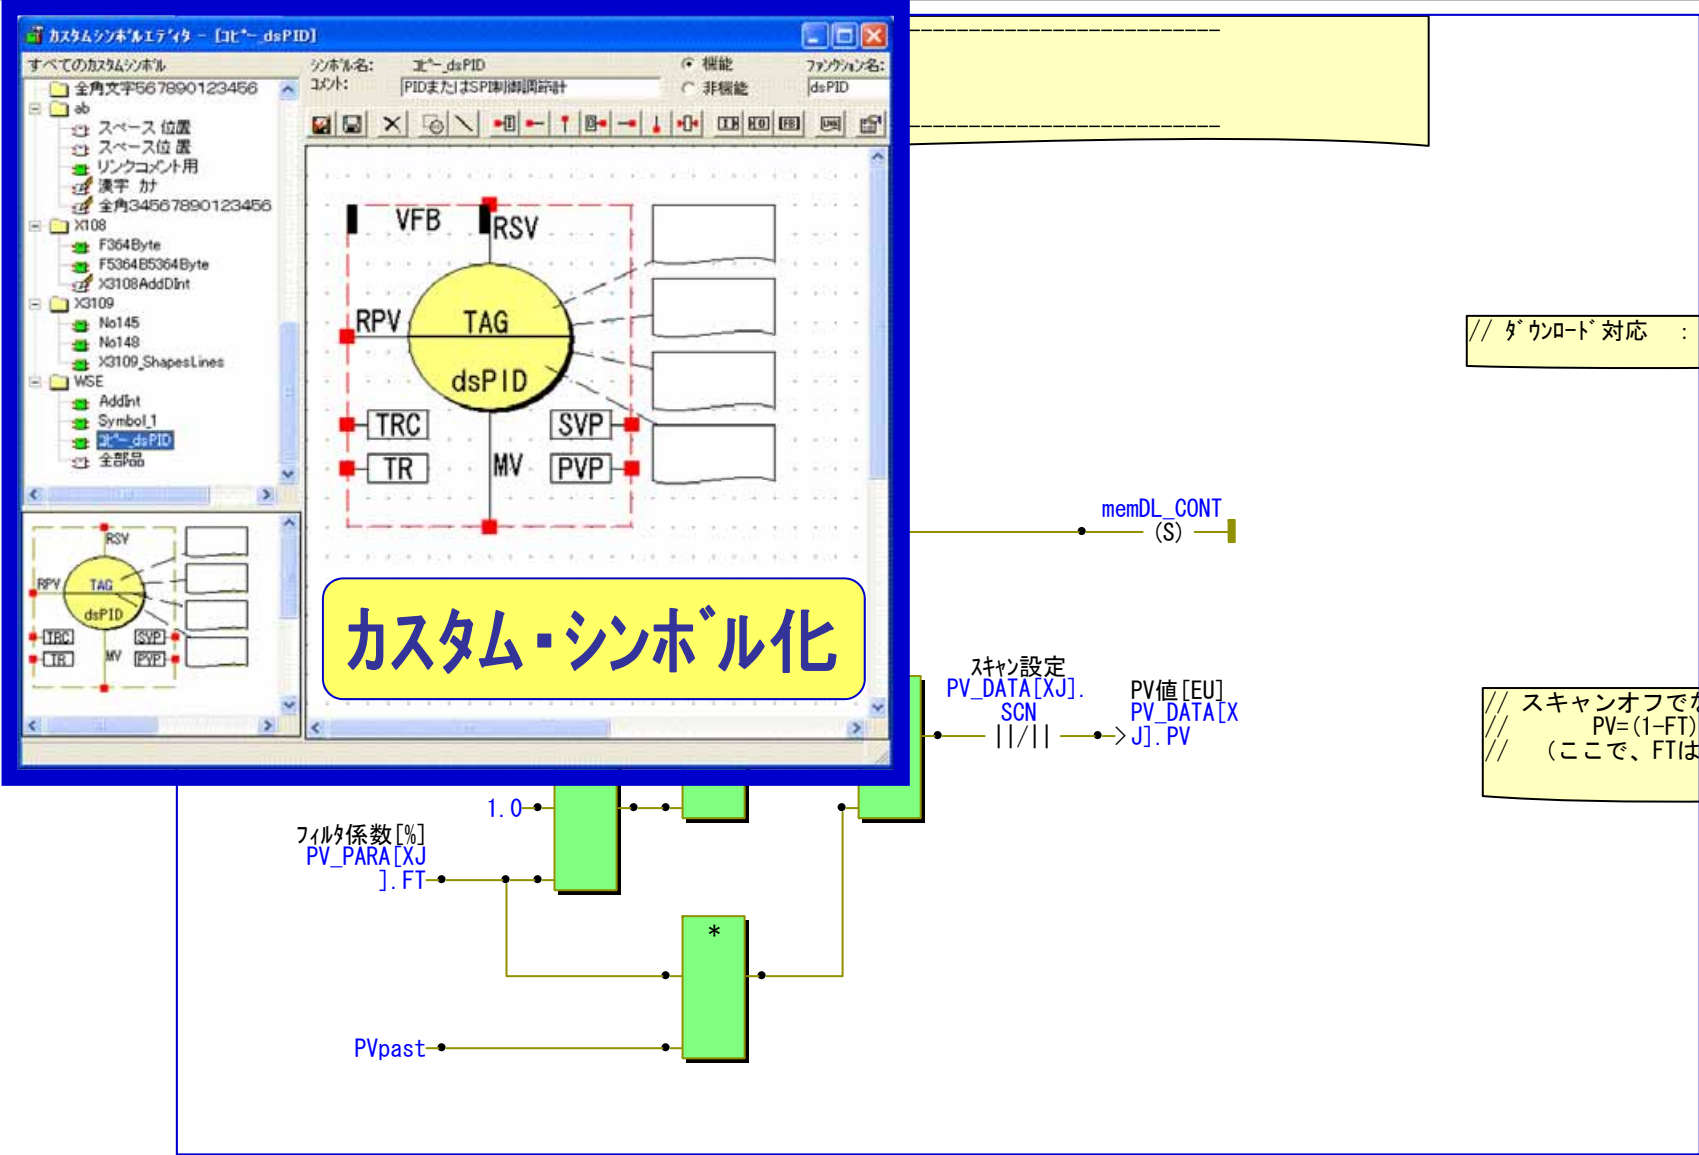 カスタムシンボルエディター - [コピー_dsPID]
すべてのカスタムシンボル
全角文字567890123456
ab
スペース 位置
スペース位 置
リンクコメント用
漢字 カナ
全角34567890123456
X108
F364Byte
F5364B5364Byte
X3108AddDInt
X3109
No145
No148
X3109_ShapesLines
WSE
AddInt
Symbol_1
コピー_dsPID
全部品
シンボル名: コピー_dsPID
機能
ファンクション名:
コメント: PIDまたはSPI制御調節計
非機能
dsPID
VFB
RSV
RPV
TAG
dsPID
TRC
SVP
TR
MV
PVP
RSV
RPV
TAG
dsPID
TRC
SVP
TR
MV
PVP
カスタム・シンボル化
// ダウンロード対応 :
memDL_CONT
(S)
スキャン設定
PV_DATA[XJ].
SCN
||/||
PV値[EU]
PV_DATA[X
J].PV
// スキャンオフで
// PV=(1-FT)
// (ここで、FTは
1.0
フィルタ係数[%]
PV_PARA[XJ
].FT
*
PVpast